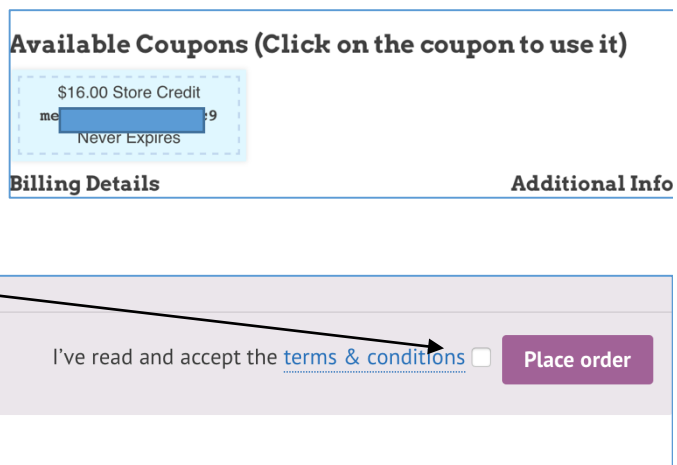 Available Coupons (Click on the coupon to use it)
$16.00 Store Credit
me 9
Never Expires
Billing Details Additional Info
I've read and accept the terms & conditions Place order